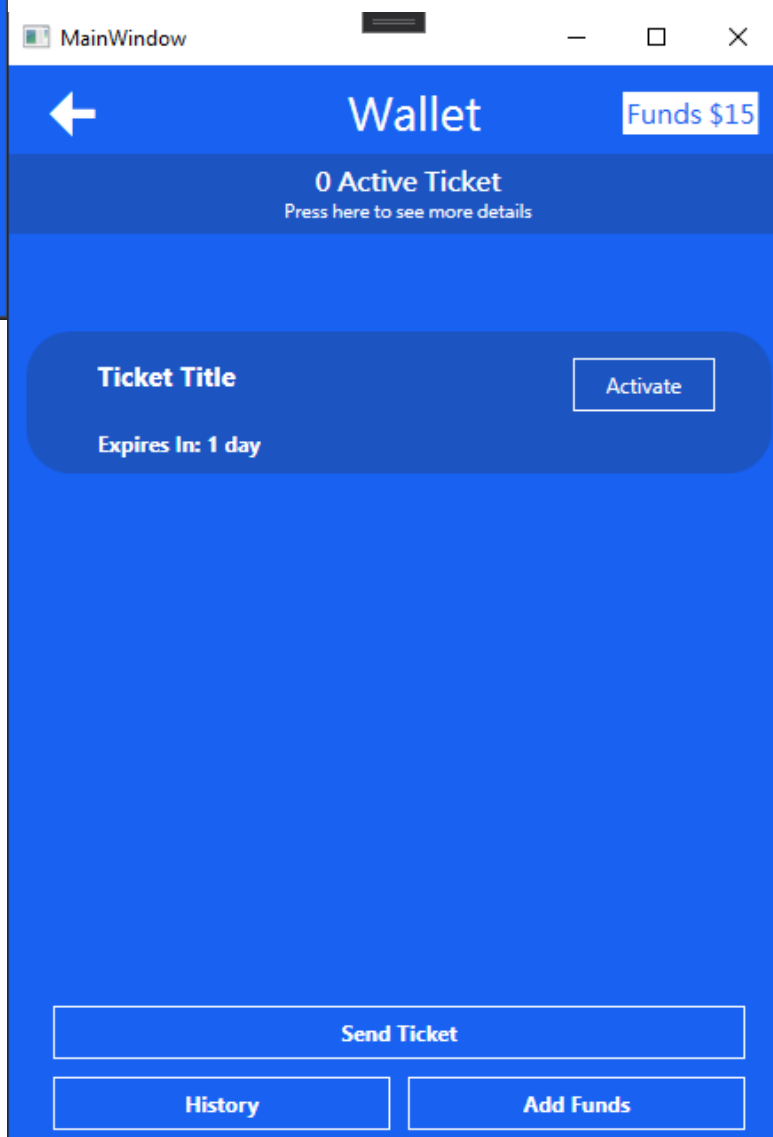 MainWindow
Wallet
Funds $15
0 Active Ticket
Press here to see more details
Ticket Title
Activate
Expires In: 1 day
Send Ticket
History
Add Funds